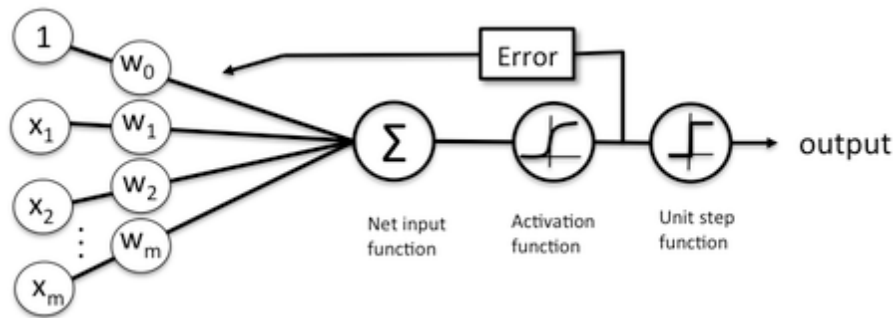 1
w0
Error
x1
w1
Σ
output
x2
w2
⋮
wm
xm
Net input
function
Activation
function
Unit step
function